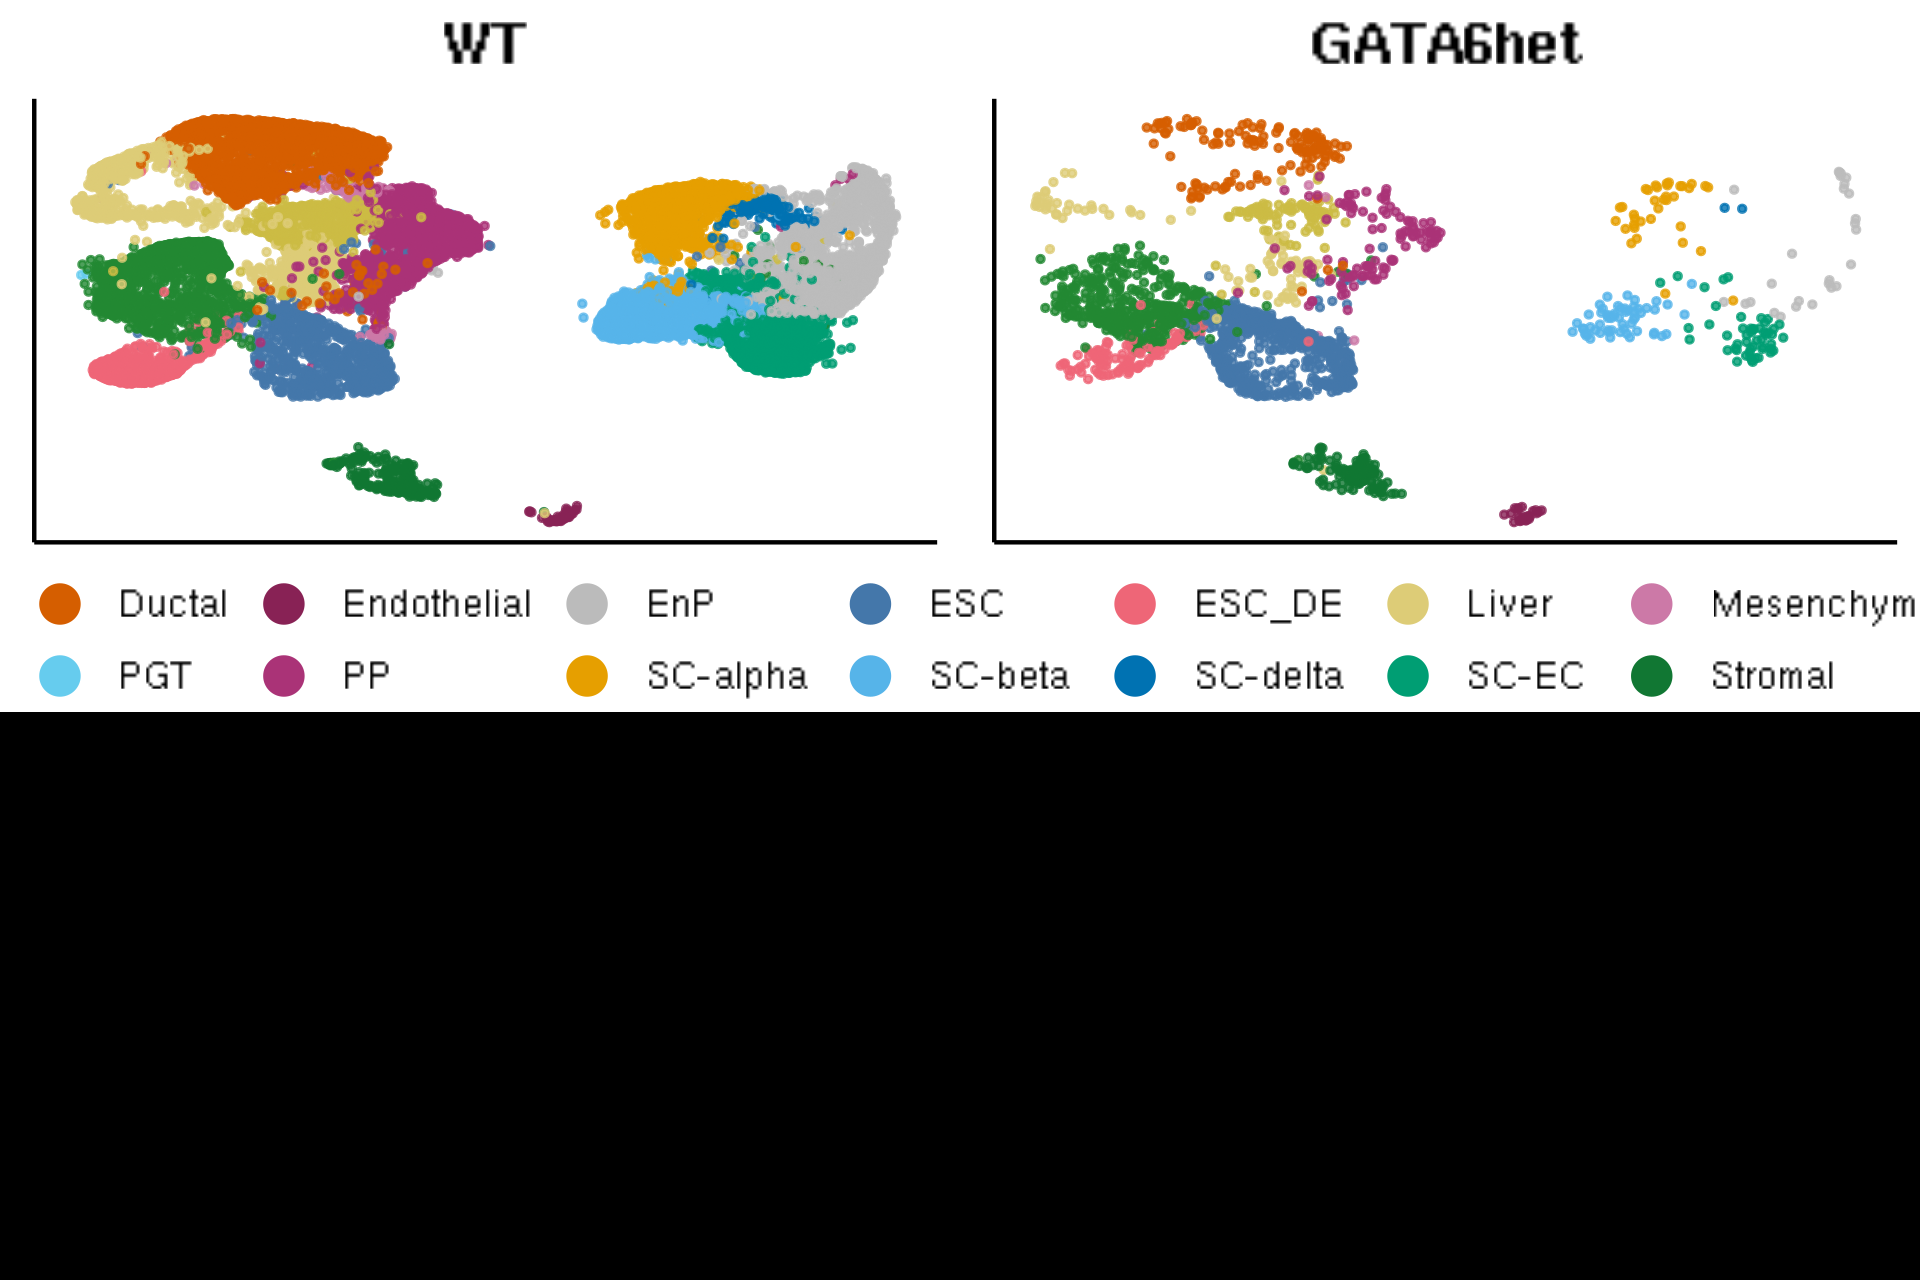 WT GATA6het
Ductal Endothelial EnP ESC ESC_DE Liver Mesenchym
PGT PP SC-alpha SC-beta SC-delta SC-EC Stromal